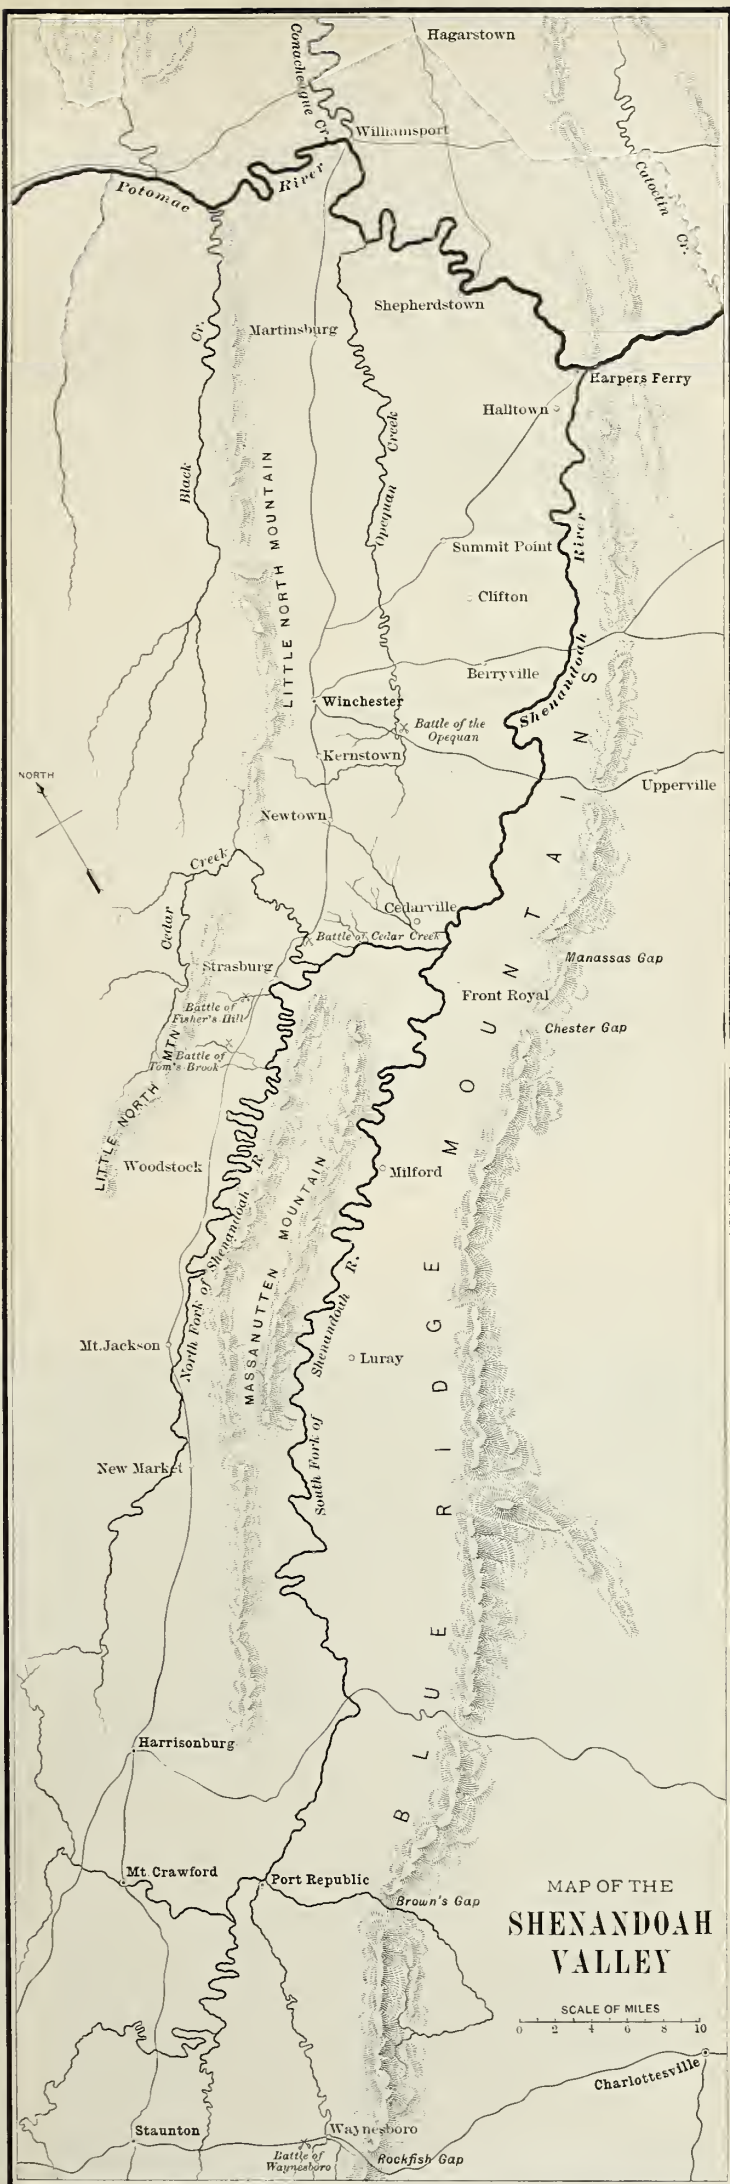 Hagarstown
Conacheague Cr.
Williamsport
Potomac
River
Catoctin
Cr.
Shepherdstown
Martinsburg
Cr.
Harpers Ferry
Halltown
Creek
Black
Opequan
LITTLE NORTH MOUNTAIN
Summit Point
River
Clifton
Shenandoah
Berryville
Winchester
Battle of the
Opequan
Kernstown
NORTH
Upperville
Newtown
Creek
Cedar
Cedarville
Battle of Cedar Creek
Strasburg
Manassas Gap
Front Royal
Battle of
Fisher's Hill
Chester Gap
Battle of
Tom's Brook
LITTLE NORTH MTN
Woodstock
Milford
North Fork of Shenandoah R.
MASSANUTTEN MOUNTAIN
South Fork of Shenandoah R.
Mt.Jackson
Luray
New Market
BLUE RIDGE MOUNTAINS
Harrisonburg
Mt. Crawford
Port Republic
Brown's Gap
MAP OF THE
SHENANDOAH
VALLEY
SCALE OF MILES
0 2 4 6 8 10
Charlottesville
Staunton
Waynesboro
Battle of
Waynesboro
Rockfish Gap